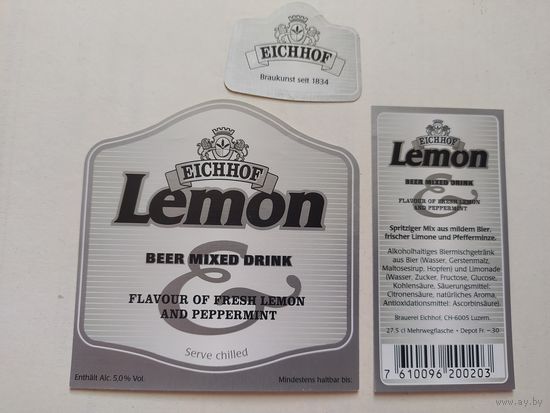 EICHHOF
Braukunst seit 1834
EICHHOF
Lemon
&
BEER MIXED DRINK
FLAVOUR OF FRESH LEMON
AND PEPPERMINT
Serve chilled
Enthält Alc. 5,0% Vol.
Mindestens haltbar bis:
EICHHOF
Lemon
&
BEER MIXED DRINK
FLAVOUR OF FRESH LEMON
AND PEPPERMINT
Spritziger Mix aus mildem Bier,
frischer Limone und Pfefferminze.
Alkoholhaltiges Biermischgetränk
aus Bier (Wasser, Gerstenmalz,
Maltosesirup, Hopfen) und Limonade
(Wasser, Zucker, Fructose, Glucose,
Kohlensäure, Säuerungsmittel:
Citronensäure, natürliches Aroma,
Antioxidationsmittel: Ascorbinsäure).
Brauerei Eichhof, CH-6005 Luzern.
27.5 cl Mehrwegflasche • Depot Fr. –.30
7 610096 200203
www.ay.by